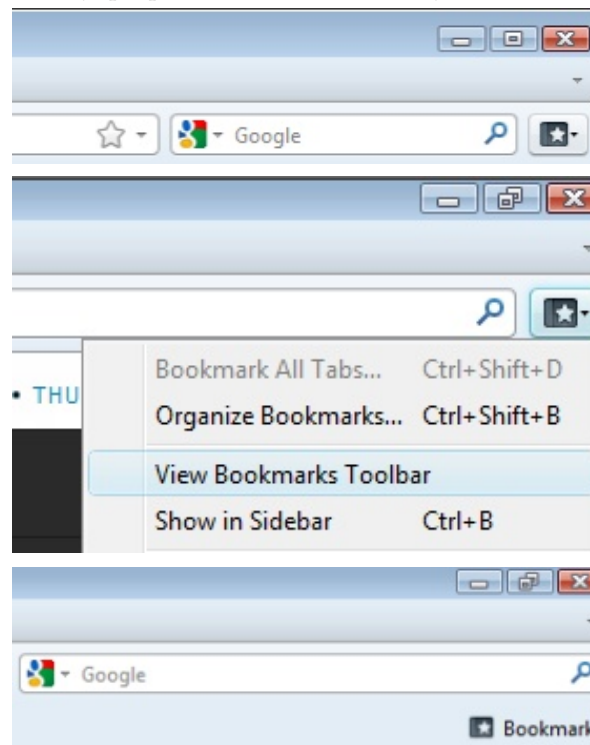 Google
Bookmark All Tabs... Ctrl+Shift+D
• THU
Organize Bookmarks... Ctrl+Shift+B
View Bookmarks Toolbar
Show in Sidebar Ctrl+B
Google
Bookmark